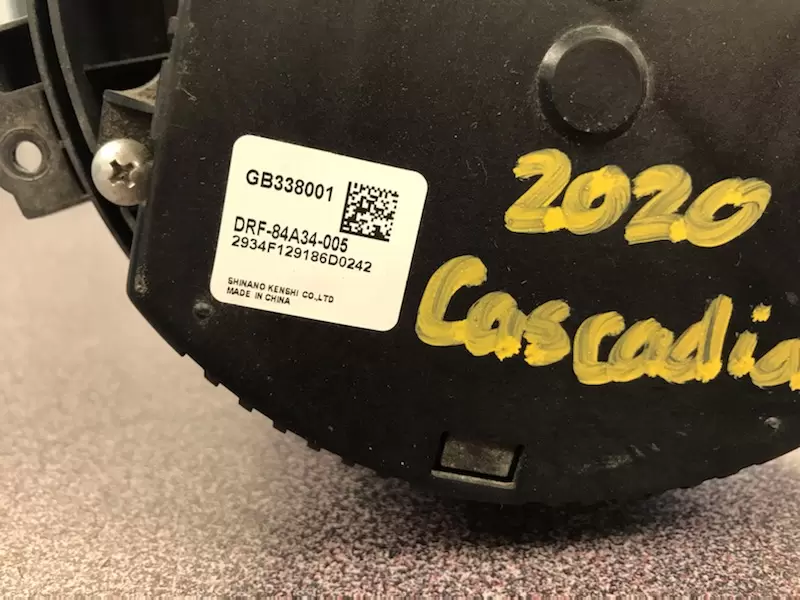 GB338001
DRF-84A34-005
2934F129186D0242
SHINANO KENSHI CO.,LTD
MADE IN CHINA
2020
Cascadia